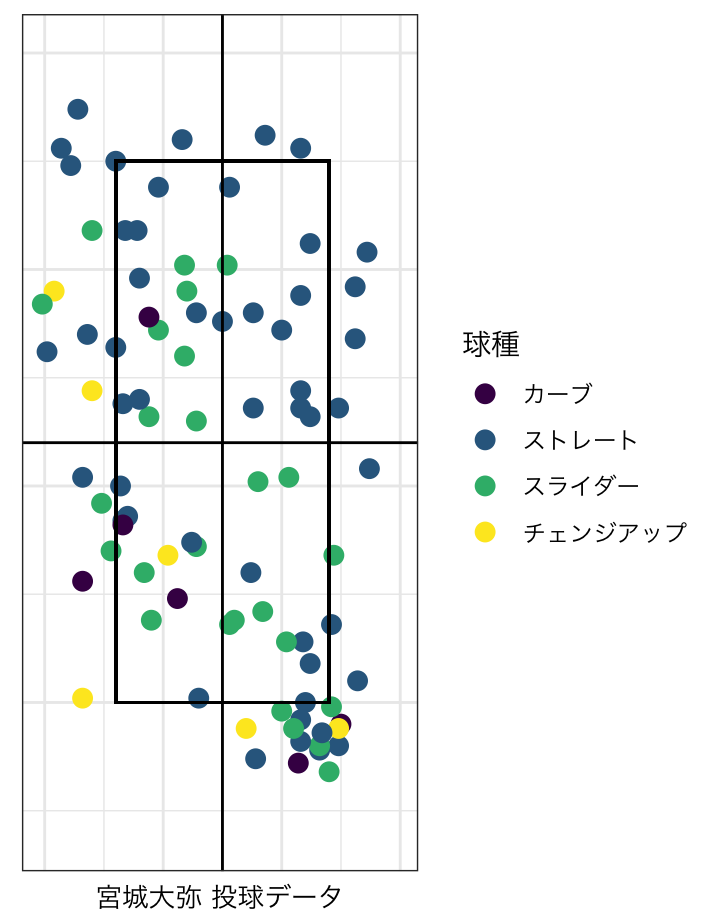 球種
カーブ
ストレート
スライダー
チェンジアップ
宮城大弥 投球データ